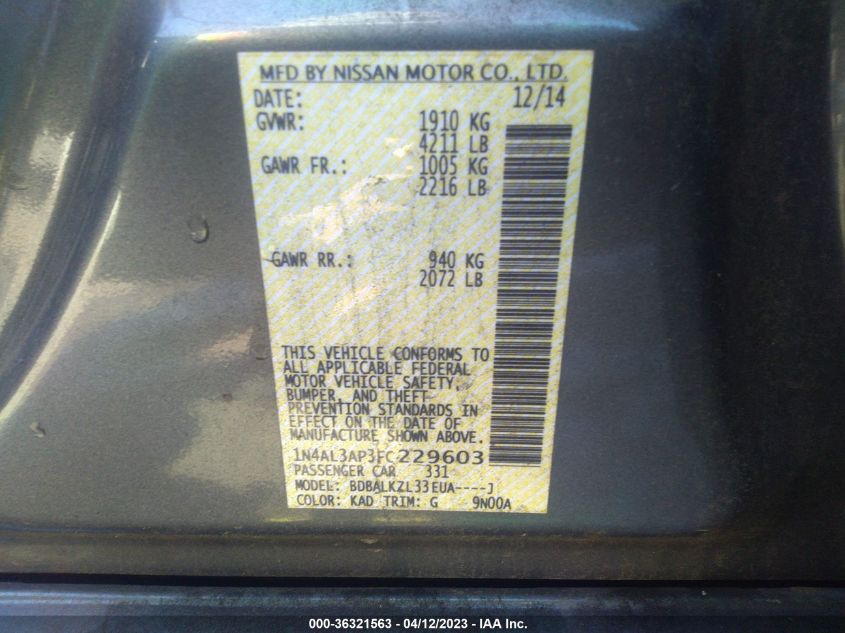 MFD BY NISSAN MOTOR CO., LTD.
DATE: 12/14
GVWR: 1910 KG
4211 LB
GAWR FR.: 1005 KG
2216 LB
GAWR RR.: 940 KG
2072 LB
THIS VEHICLE CONFORMS TO
ALL APPLICABLE FEDERAL
MOTOR VEHICLE SAFETY,
BUMPER, AND THEFT
PREVENTION STANDARDS IN
EFFECT ON THE DATE OF
MANUFACTURE SHOWN ABOVE.
1N4AL3AP3FC229603
PASSENGER CAR 331
MODEL: BDBALKZL33EUA----J
COLOR: KAD TRIM: G 9N00A
000-36321563 - 04/12/2023 - IAA Inc.